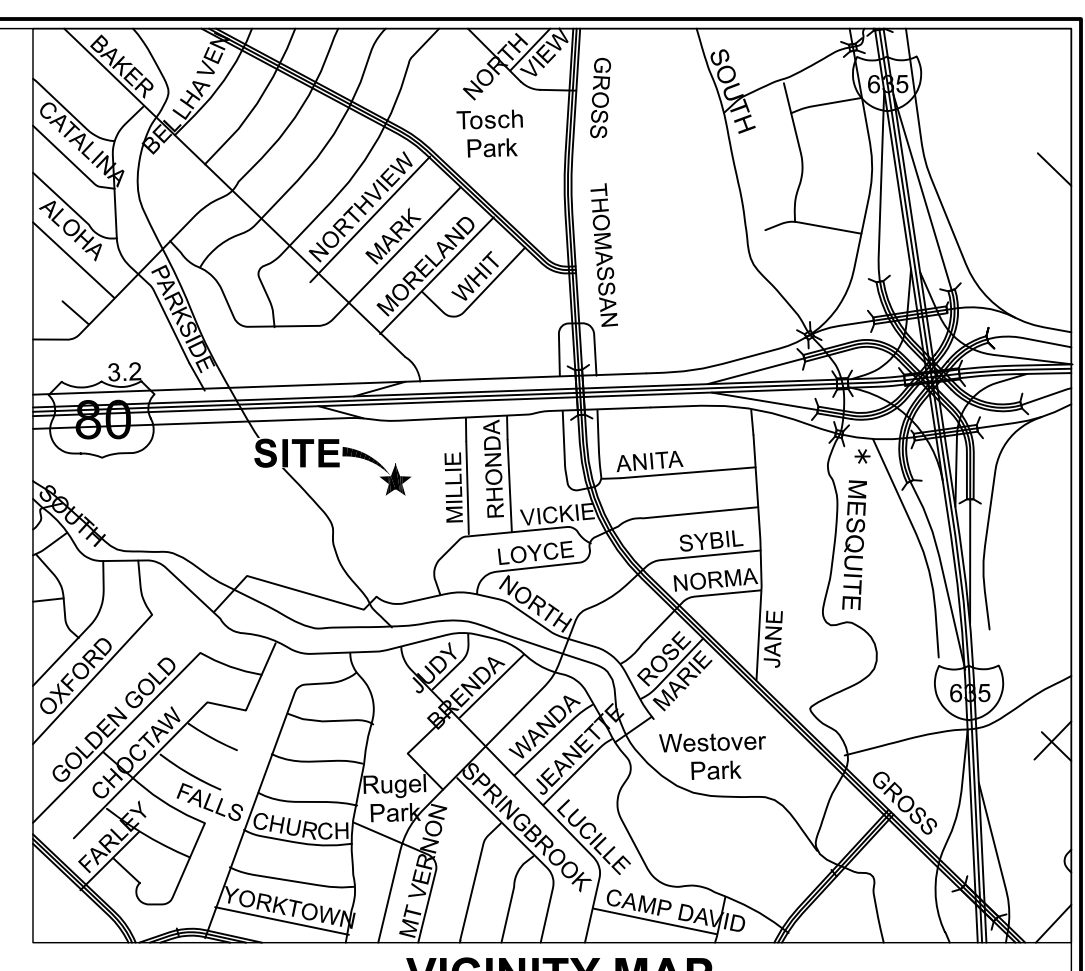 BAKER
BELLHAVEN
NORTH
VIEW
GROSS
SOUTH
635
CATALINA
Tosch
Park
ALOHA
NORTHVIEW
MARK
MORELAND
WHIT
THOMASSAN
PARKSIDE
3.2
80
SITE
MILLIE
RHONDA
ANITA
VICKIE
LOYCE
SYBIL
NORMA
* MESQUITE
SOUTH
NORTH
JANE
OXFORD
JUDY
BRENDA
ROSE
MARIE
635
GOLDEN GOLD
CHOCTAW
WANDA
JEANETTE
Westover
Park
FALLS
FARLEY
CHURCH
Rugel
Park
SPRINGBROOK
LUCILLE
GROSS
YORKTOWN
MT VERNON
CAMP DAVID
VICINITY MAP